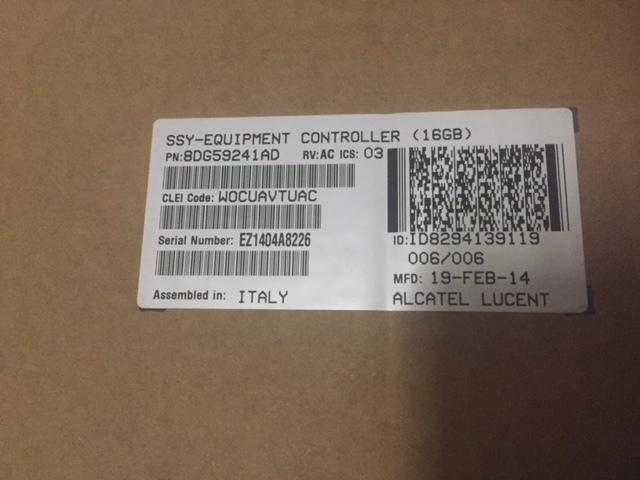 SSY-EQUIPMENT CONTROLLER (16GB)
PN:8DG59241AD RV:AC ICS: 03
CLEI Code: WOCUAVTUAC
Serial Number: EZ1404A8226
ID:ID8294139119
006/006
MFD: 19-FEB-14
Assembled in: ITALY
ALCATEL LUCENT